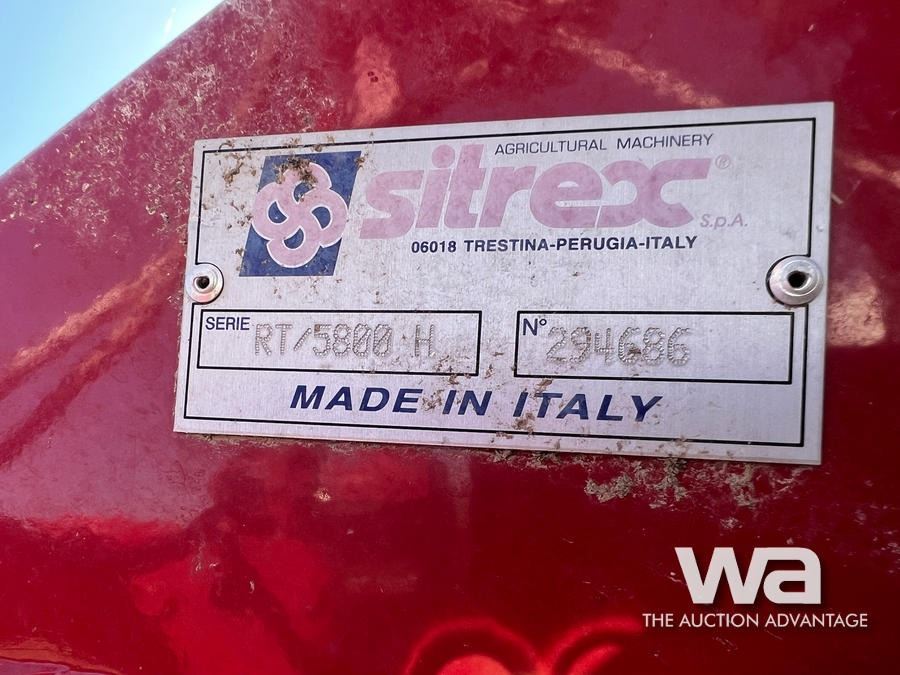 AGRICULTURAL MACHINERY
sitrex®
S.p.A.
06018 TRESTINA-PERUGIA-ITALY
SERIE RT/5800 H
N° 294686
MADE IN ITALY
wa
THE AUCTION ADVANTAGE